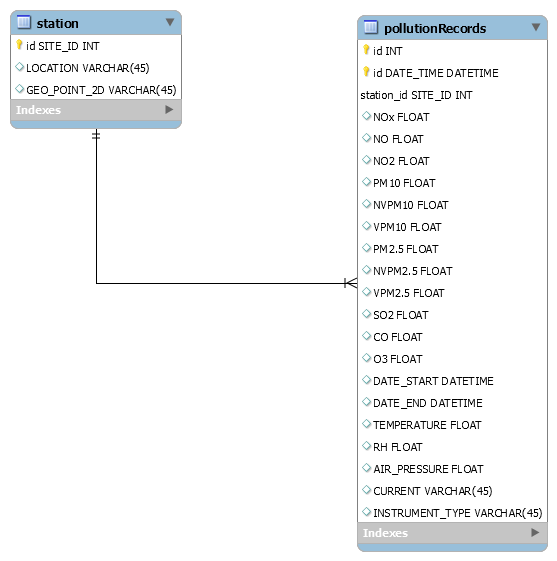 station
id SITE_ID INT
LOCATION VARCHAR(45)
GEO_POINT_2D VARCHAR(45)
Indexes
pollutionRecords
id INT
id DATE_TIME DATETIME
station_id SITE_ID INT
NOx FLOAT
NO FLOAT
NO2 FLOAT
PM10 FLOAT
NVPM10 FLOAT
VPM10 FLOAT
PM2.5 FLOAT
NVPM2.5 FLOAT
VPM2.5 FLOAT
SO2 FLOAT
CO FLOAT
O3 FLOAT
DATE_START DATETIME
DATE_END DATETIME
TEMPERATURE FLOAT
RH FLOAT
AIR_PRESSURE FLOAT
CURRENT VARCHAR(45)
INSTRUMENT_TYPE VARCHAR(45)
Indexes